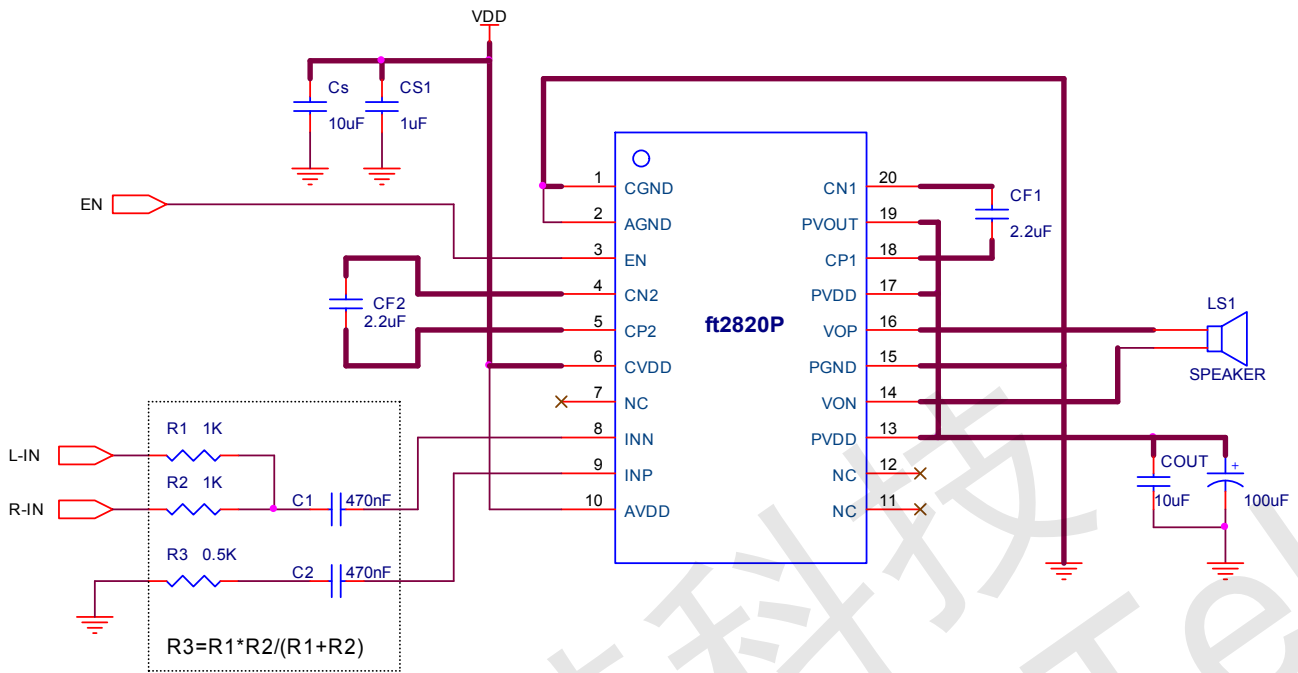 VDD
Cs
10uF
CS1
1uF
EN
CF2
2.2uF
ft2820P
1 CGND
2 AGND
3 EN
4 CN2
5 CP2
6 CVDD
7 NC
8 INN
9 INP
10 AVDD
CN1 20
PVOUT 19
CP1 18
PVDD 17
VOP 16
PGND 15
VON 14
PVDD 13
NC 12
NC 11
CF1
2.2uF
LS1
SPEAKER
COUT
10uF
+
100uF
L-IN
R1 1K
R-IN
R2 1K
C1 470nF
R3 0.5K
C2 470nF
R3=R1*R2/(R1+R2)
科技
Tel